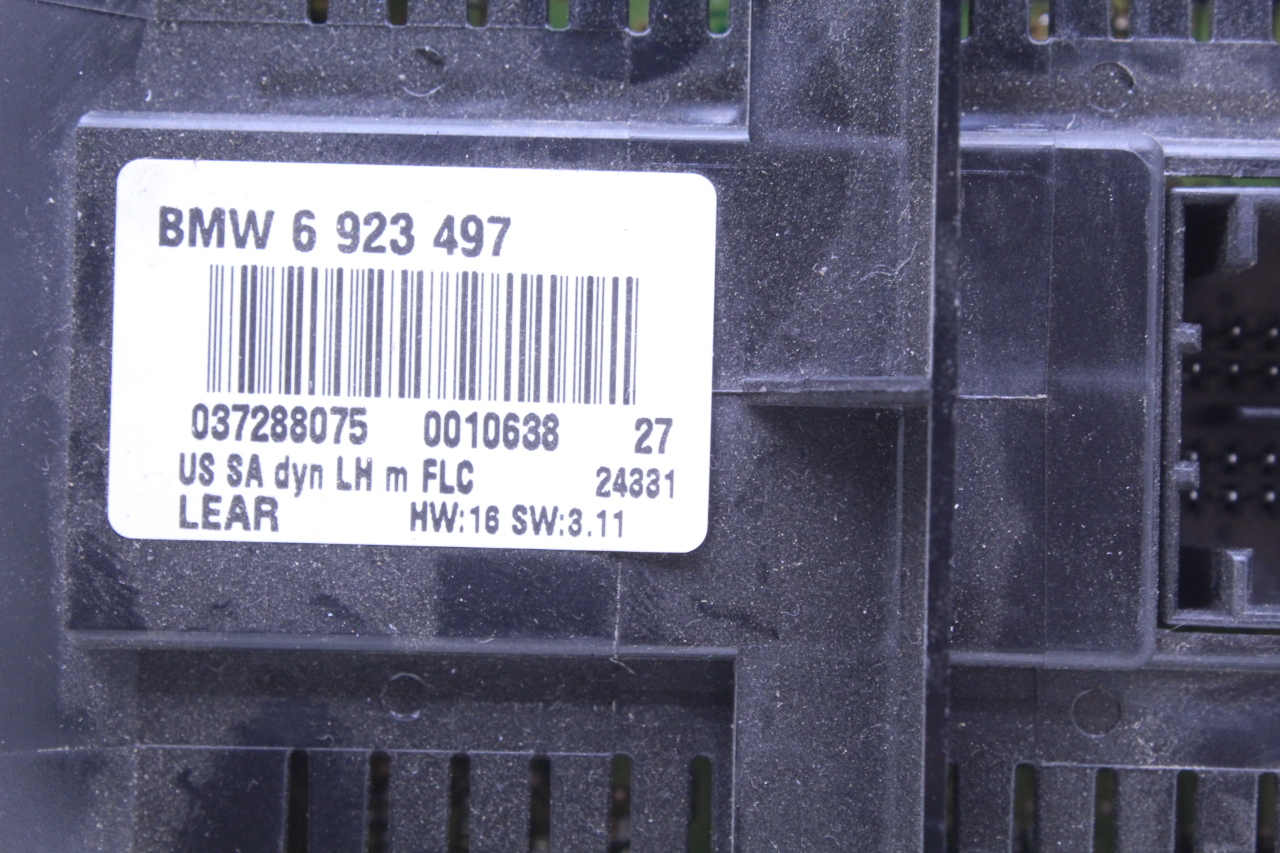 BMW 6 923 497
037288075 0010638 27
US SA dyn LH m FLC 24331
LEAR HW:16 SW:3.11